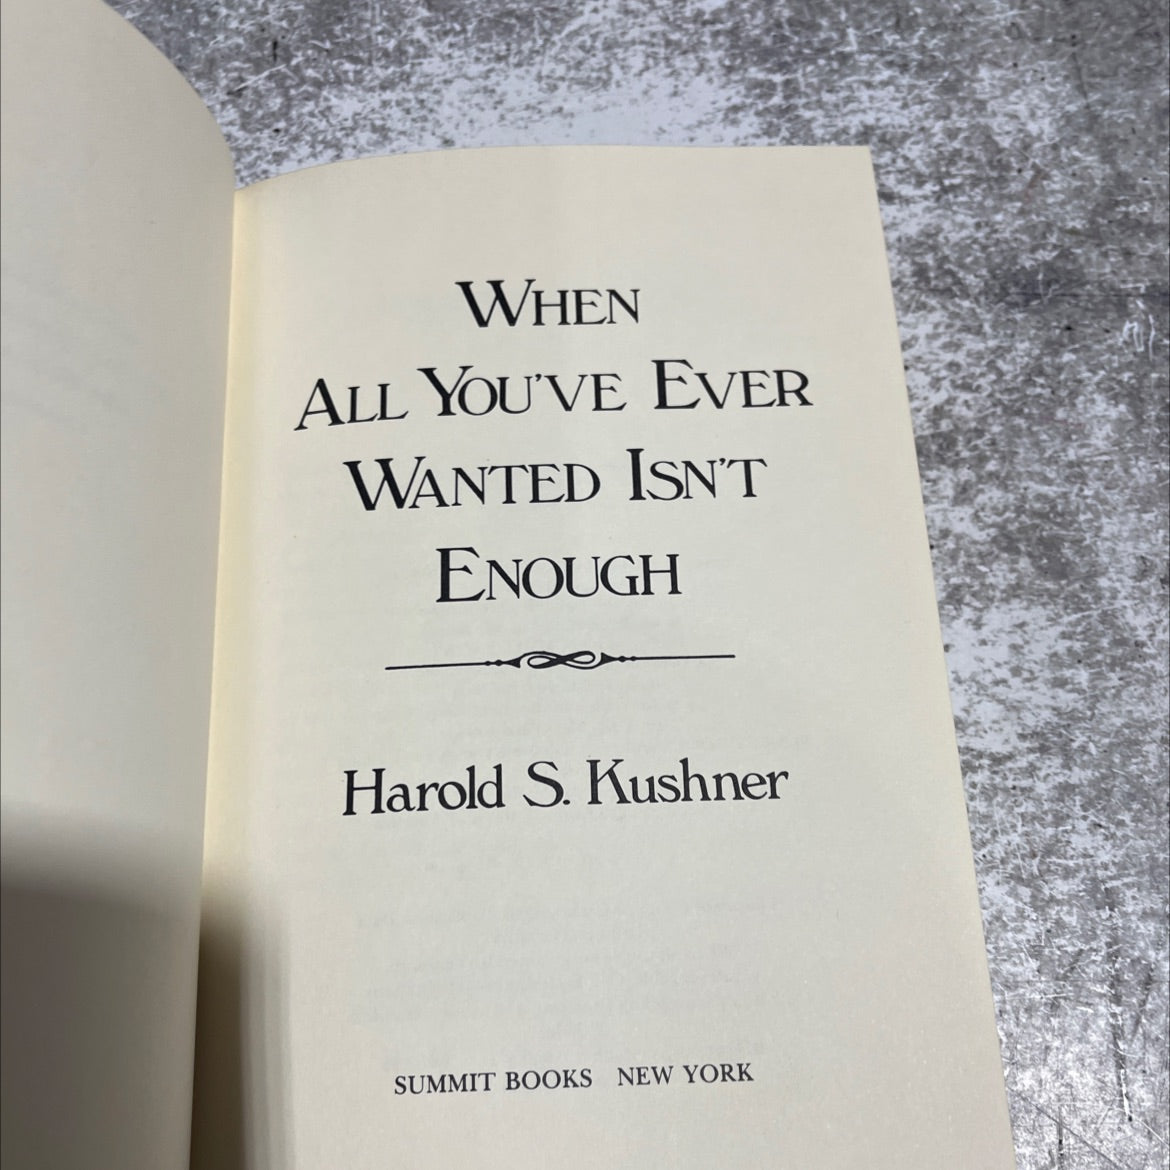 WHEN
ALL YOU'VE EVER
WANTED ISN'T
ENOUGH
Harold S. Kushner
SUMMIT BOOKS NEW YORK